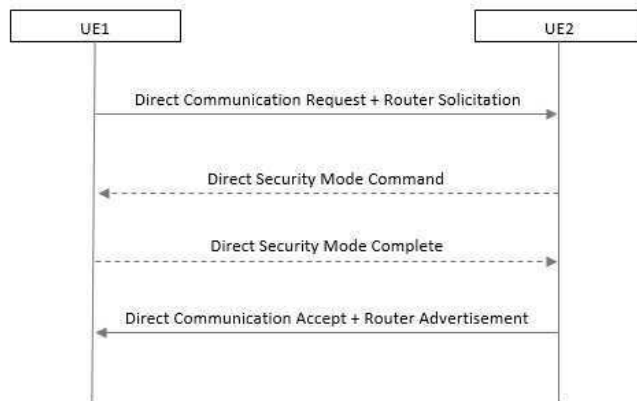 UE1
UE2
Direct Communication Request + Router Solicitation
Direct Security Mode Command
Direct Security Mode Complete
Direct Communication Accept + Router Advertisement